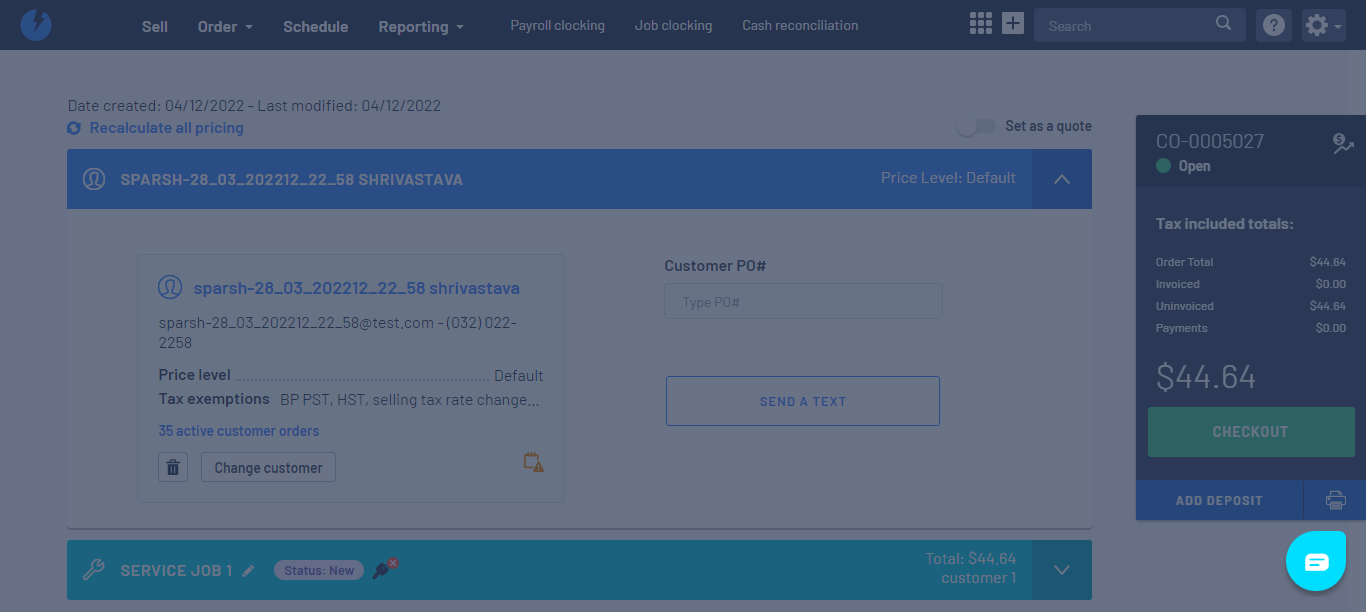 Sell
Order
Schedule
Reporting
Payroll clocking
Job clocking
Cash reconciliation
Search
Date created: 04/12/2022 - Last modified: 04/12/2022
Recalculate all pricing
Set as a quote
SPARSH-28_03_202212_22_58 SHRIVASTAVA
Price Level: Default
sparsh-28_03_202212_22_58 shrivastava
sparsh-28_03_202212_22_58@test.com - (032) 022-
2258
Price level Default
Tax exemptions BP PST, HST, selling tax rate change...
35 active customer orders
Change customer
Customer PO#
Type PO#
SEND A TEXT
SERVICE JOB 1
Status: New
Total: $44.64
customer 1
CO-0005027
Open
Tax included totals:
Order Total $44.64
Invoiced $0.00
Uninvoiced $44.64
Payments $0.00
$44.64
CHECKOUT
ADD DEPOSIT